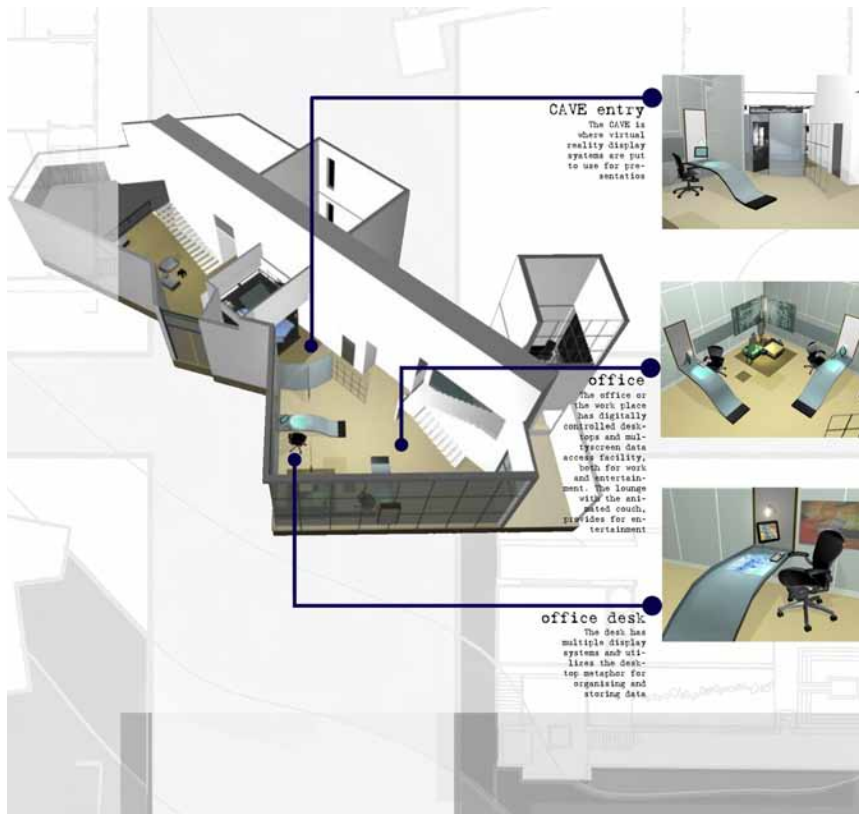 CAVE entry
The CAVE is
where virtual
reality display
systems are put
to use for pre-
sentatios
office
The office or
the work place
has digitally
controlled desk-
tops and mul-
tyscreen data
access facility,
both for work
and entertain-
ment. The lounge
with the ani-
mated couch,
provides for en-
tertainment
office desk
The desk has
multiple display
systems and uti-
lizes the desk-
top metaphor for
organising and
storing data